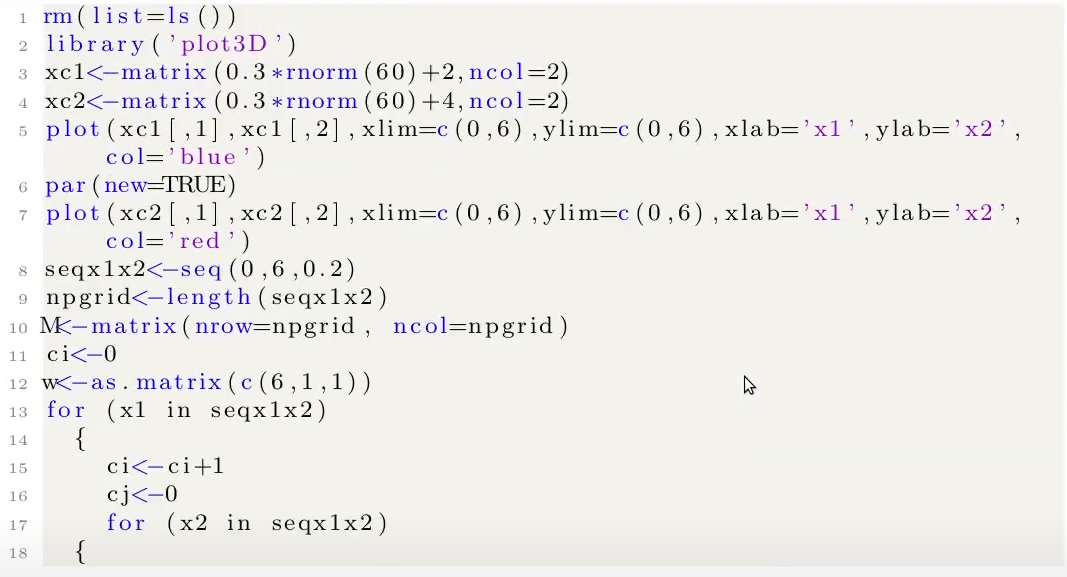 1 rm(list=ls())
2 library('plot3D')
3 xc1<-matrix(0.3*rnorm(60)+2,ncol=2)
4 xc2<-matrix(0.3*rnorm(60)+4,ncol=2)
5 plot(xc1[,1],xc1[,2],xlim=c(0,6),ylim=c(0,6),xlab='x1',ylab='x2',
col='blue')
6 par(new=TRUE)
7 plot(xc2[,1],xc2[,2],xlim=c(0,6),ylim=c(0,6),xlab='x1',ylab='x2',
col='red')
8 seqx1x2<-seq(0,6,0.2)
9 npgrid<-length(seqx1x2)
10 M<-matrix(nrow=npgrid, ncol=npgrid)
11 ci<-0
12 w<-as.matrix(c(6,1,1))
13 for (x1 in seqx1x2)
14 {
15 ci<-ci+1
16 cj<-0
17 for (x2 in seqx1x2)
18 {